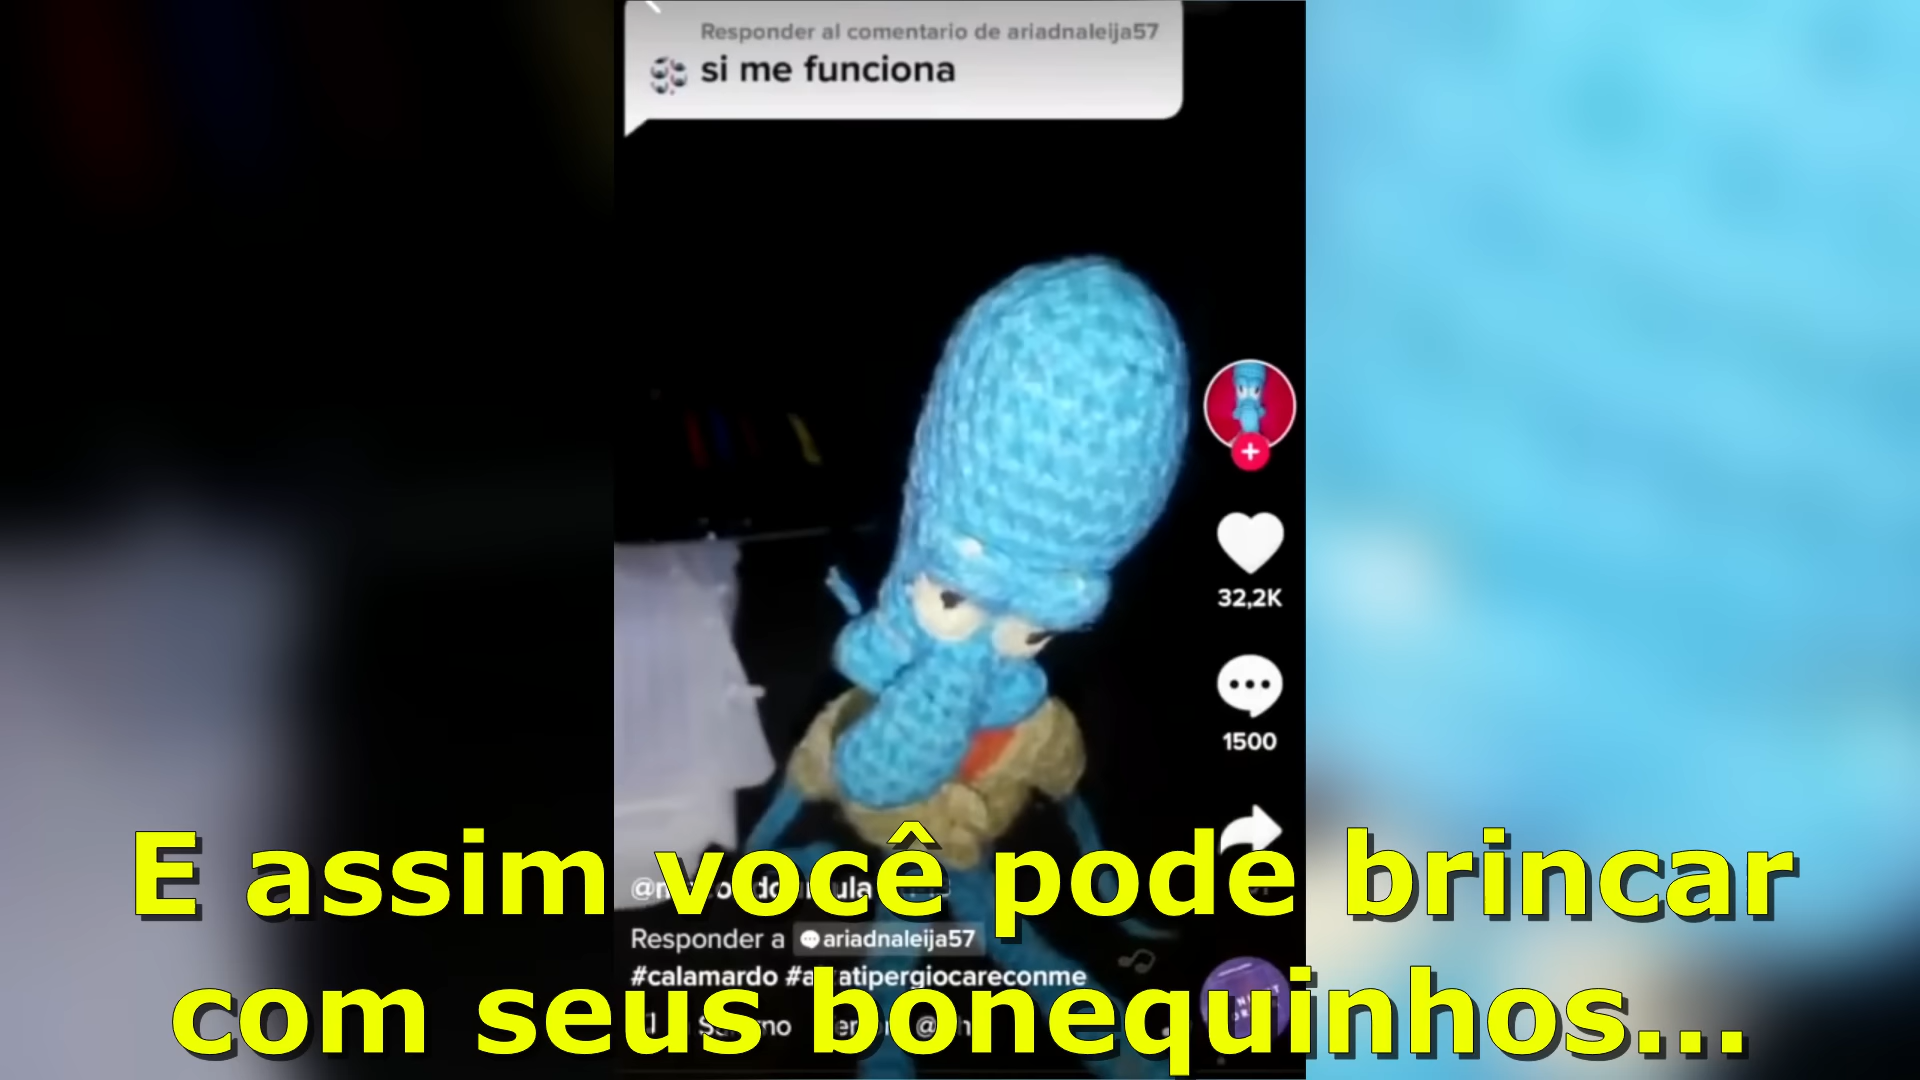 Responder al comentario de ariadnaleija57
si me funciona
32,2K
1500
E assim você pode brincar
Responder a ariadnaleija57
#calamardo
com seus bonequinhos...